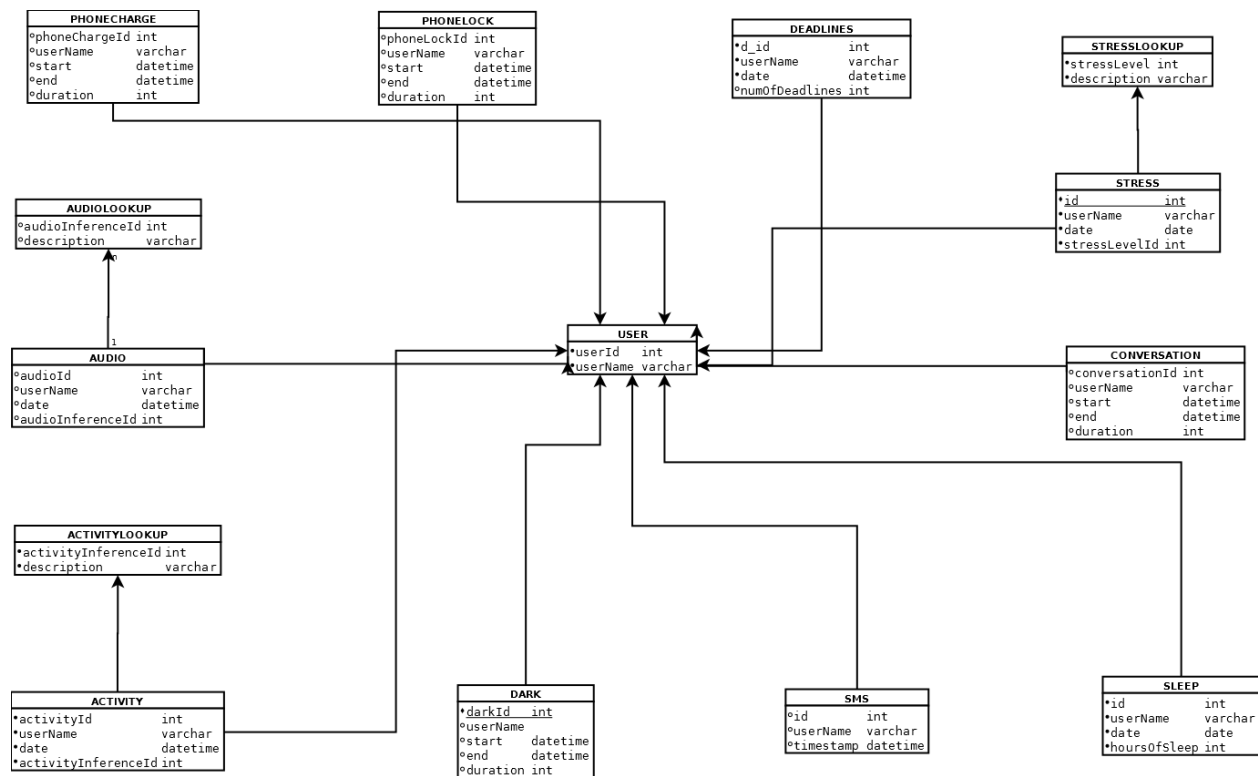 PHONECHARGE
phoneChargeId int
userName varchar
start datetime
end datetime
duration int
PHONELOCK
phoneLockId int
userName varchar
start datetime
end datetime
duration int
DEADLINES
d_id int
userName varchar
date datetime
numOfDeadlines int
STRESSLOOKUP
stressLevel int
description varchar
STRESS
id int
userName varchar
date date
stressLevelId int
AUDIOLOOKUP
audioInferenceId int
description varchar
1
AUDIO
audioId int
userName varchar
date datetime
audioInferenceId int
USER
userId int
userName varchar
CONVERSATION
conversationId int
userName varchar
start datetime
end datetime
duration int
ACTIVITYLOOKUP
activityInferenceId int
description varchar
ACTIVITY
activityId int
userName varchar
date datetime
activityInferenceId int
DARK
darkId int
userName
start datetime
end datetime
duration int
SMS
id int
userName varchar
timestamp datetime
SLEEP
id int
userName varchar
date date
hoursOfSleep int